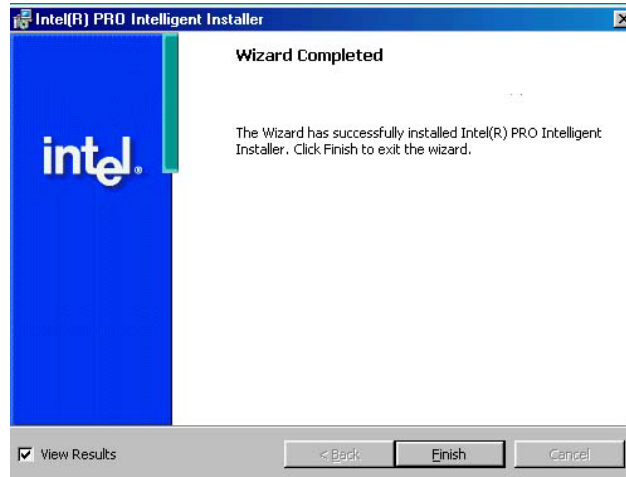 Intel(R) PRO Intelligent Installer
Wizard Completed
The Wizard has successfully installed Intel(R) PRO Intelligent
Installer. Click Finish to exit the wizard.
intel®
View Results
< Back
Finish
Cancel